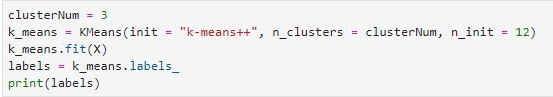 clusterNum = 3
k_means = KMeans(init = "k-means++", n_clusters = clusterNum, n_init = 12)
k_means.fit(X)
labels = k_means.labels_
print(labels)